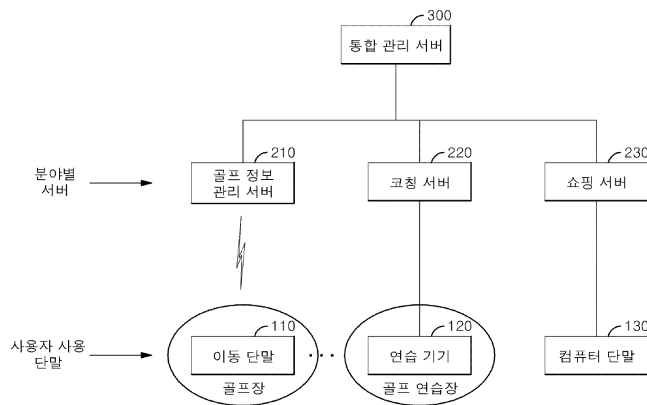 300
통합 관리 서버
210
220
230
분야별
서버
골프 정보
관리 서버
코칭 서버
쇼핑 서버
110
120
130
사용자 사용
단말
이동 단말
...
연습 기기
컴퓨터 단말
골프장
골프 연습장